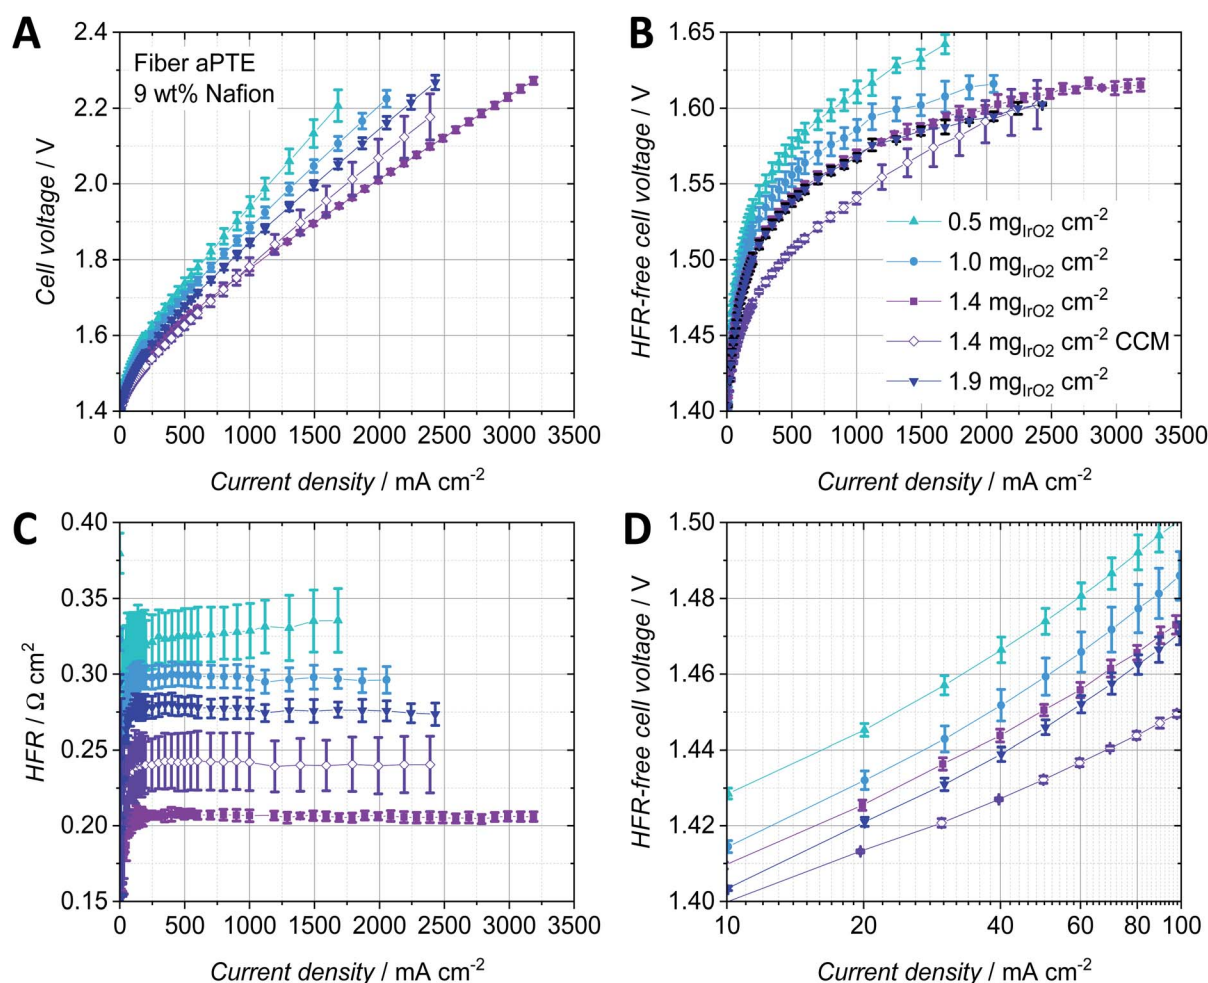 A
2.4
2.2
2.0
1.8
1.6
1.4
Cell voltage / V
Fiber aPTE
9 wt% Nafion
0 500 1000 1500 2000 2500 3000 3500
Current density / mA cm-2
B
1.65
1.60
1.55
1.50
1.45
1.40
HFR-free cell voltage / V
0.5 mgIrO2 cm-2
1.0 mgIrO2 cm-2
1.4 mgIrO2 cm-2
1.4 mgIrO2 cm-2 CCM
1.9 mgIrO2 cm-2
0 500 1000 1500 2000 2500 3000 3500
Current density / mA cm-2
C
0.40
0.35
0.30
0.25
0.20
0.15
HFR / Ω cm2
0 500 1000 1500 2000 2500 3000 3500
Current density / mA cm-2
D
1.50
1.48
1.46
1.44
1.42
1.40
HFR-free cell voltage / V
10 20 40 60 80 100
Current density / mA cm-2